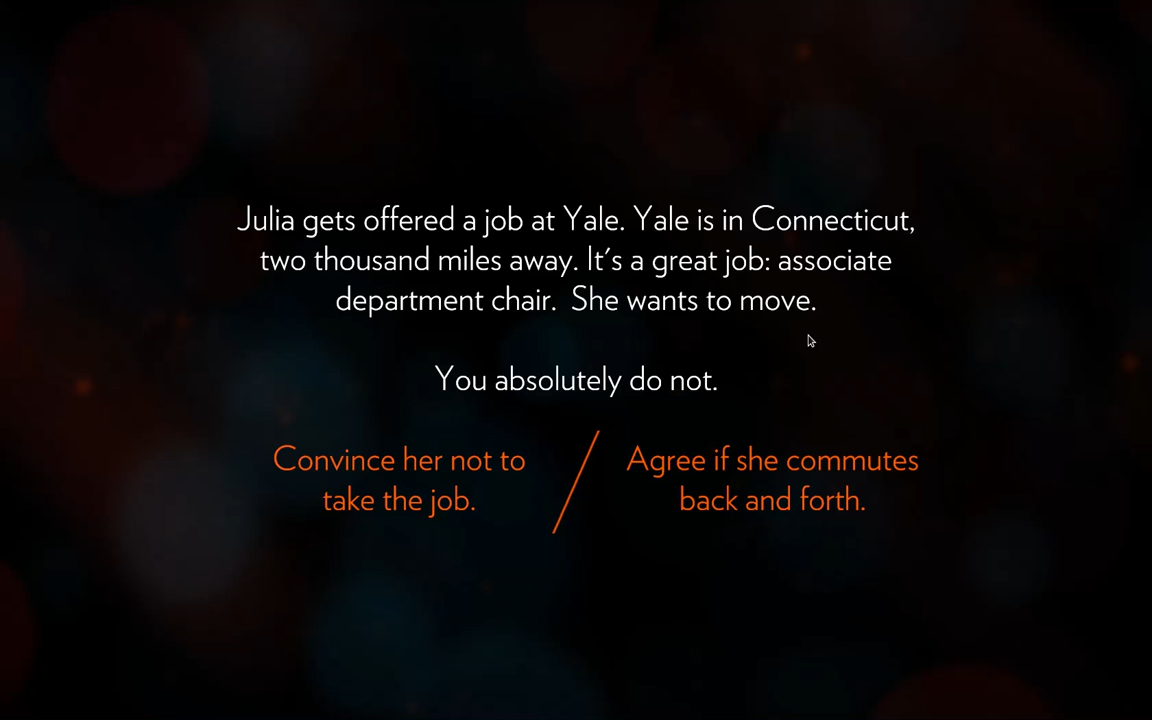 Julia gets offered a job at Yale. Yale is in Connecticut,
two thousand miles away. It's a great job: associate
department chair.  She wants to move.
You absolutely do not.
Convince her not to
take the job.
Agree if she commutes
back and forth.